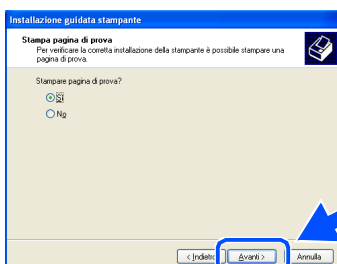 Installazione guidata stampante
Stampa pagina di prova
Per verificare la corretta installazione della stampante è possibile stampare una
pagina di prova.
Stampare pagina di prova?
Sì
No
< Indietro Avanti > Annulla